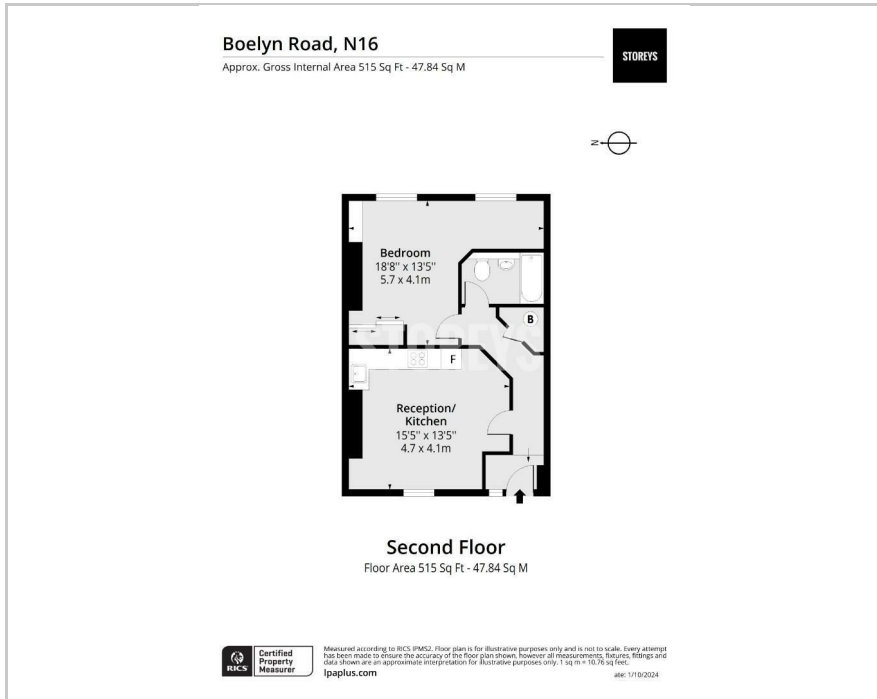 Boelyn Road, N16
Approx. Gross Internal Area 515 Sq Ft - 47.84 Sq M
STOREYS
N
Bedroom
18'8'' x 13'5''
5.7 x 4.1m
B
STOREYS
F
Reception/
Kitchen
15'5'' x 13'5''
4.7 x 4.1m
Second Floor
Floor Area 515 Sq Ft - 47.84 Sq M
RICS
Certified
Property
Measurer
Measured according to RICS IPMS2. Floor plan is for illustrative purposes only and is not to scale. Every attempt
has been made to ensure the accuracy of the floor plan shown, however all measurements, fixtures, fittings and
data shown are an approximate interpretation for illustrative purposes only. 1 sq m = 10.76 sq feet.
lpaplus.com
ate: 1/10/2024